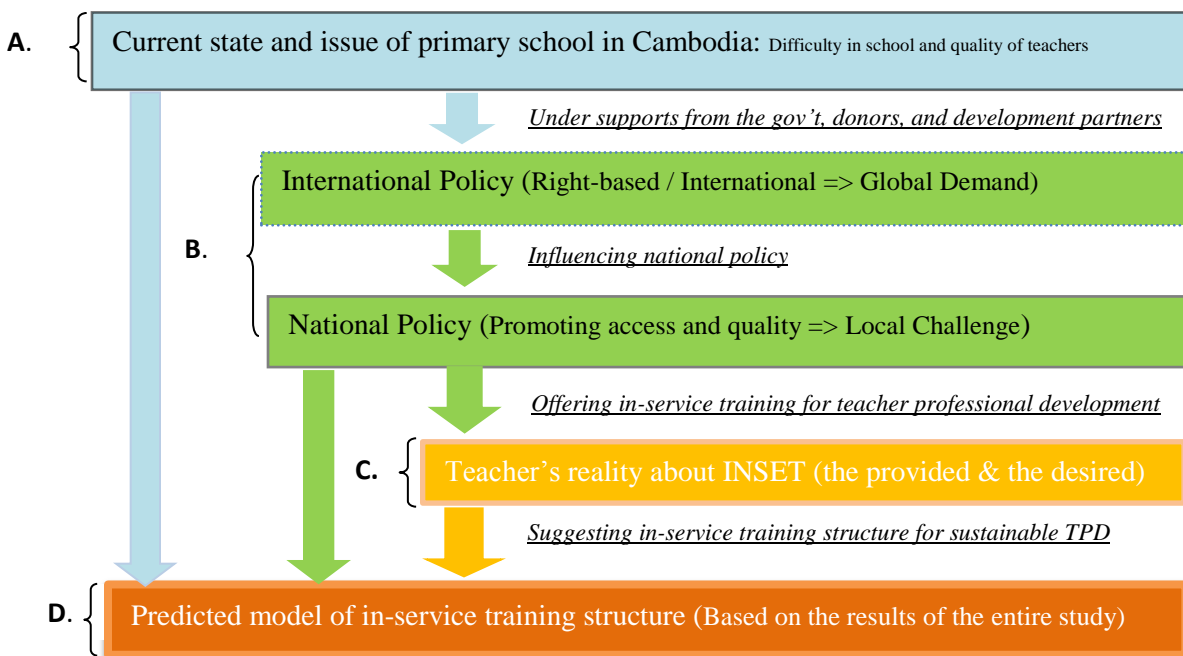 A. Current state and issue of primary school in Cambodia: Difficulty in school and quality of teachers
Under supports from the gov’t, donors, and development partners
International Policy (Right-based / International => Global Demand)
B.
Influencing national policy
National Policy (Promoting access and quality => Local Challenge)
Offering in-service training for teacher professional development
C. Teacher’s reality about INSET (the provided & the desired)
Suggesting in-service training structure for sustainable TPD
D. Predicted model of in-service training structure (Based on the results of the entire study)